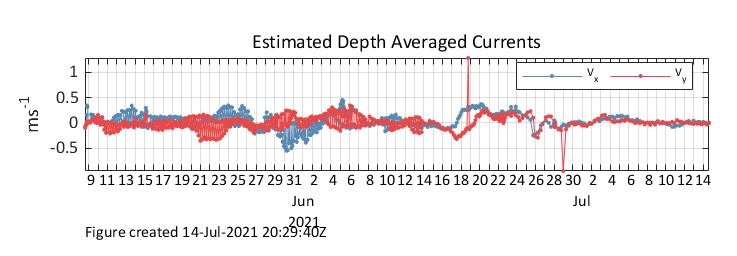 Estimated Depth Averaged Currents
1
0.5
0
-0.5
ms-1
Vx Vy
9 11 13 15 17 19 21 23 25 27 29 31 2 4 6 8 10 12 14 16 18 20 22 24 26 28 30 2 4 6 8 10 12 14
Jun Jul
2021
Figure created 14-Jul-2021 20:29:40Z